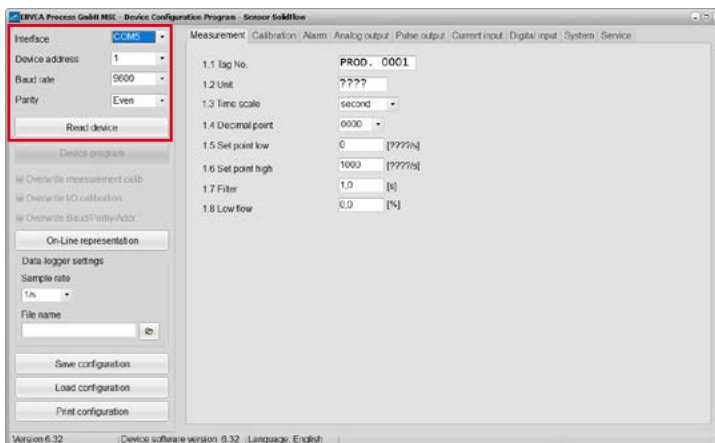 ENVEA Process GmbH MSE - Device Configuration Program - Sensor Solidflow
Interface
COM5
Device address
1
Baud rate
9600
Parity
Even
Read device
Device program
Overwrite measurement calib
Overwrite I/O calibration
Overwrite Baud/Parity/Addr.
On-Line representation
Data logger settings
Sample rate
1/s
File name
Save configuration
Load configuration
Print configuration
Measurement Calibration Alarm Analog output Pulse output Current input Digital input System Service
1.1 Tag No. PROD. 0001
1.2 Unit ????
1.3 Time scale second
1.4 Decimal point 0000
1.5 Set point low 0 [????/s]
1.6 Set point high 1000 [????/s]
1.7 Filter 1,0 [s]
1.8 Low flow 0,0 [%]
Version 6.32 Device software version: 6.32 Language: English